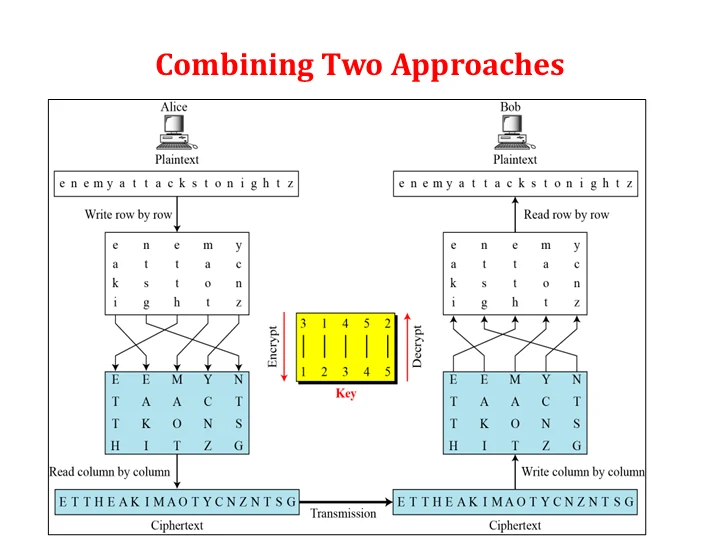 Combining Two Approaches
Alice
Bob
Plaintext
Plaintext
e n e m y a t t a c k s t o n i g h t z
e n e m y a t t a c k s t o n i g h t z
Write row by row
Read row by row
e n e m y
a t t a c
k s t o n
i g h t z
e n e m y
a t t a c
k s t o n
i g h t z
Encrypt
3 1 4 5 2
1 2 3 4 5
Key
Decrypt
E E M Y N
T A A C T
T K O N S
H I T Z G
E E M Y N
T A A C T
T K O N S
H I T Z G
Read column by column
Write column by column
E T T H E A K I M A O T Y C N Z N T S G
E T T H E A K I M A O T Y C N Z N T S G
Transmission
Ciphertext
Ciphertext